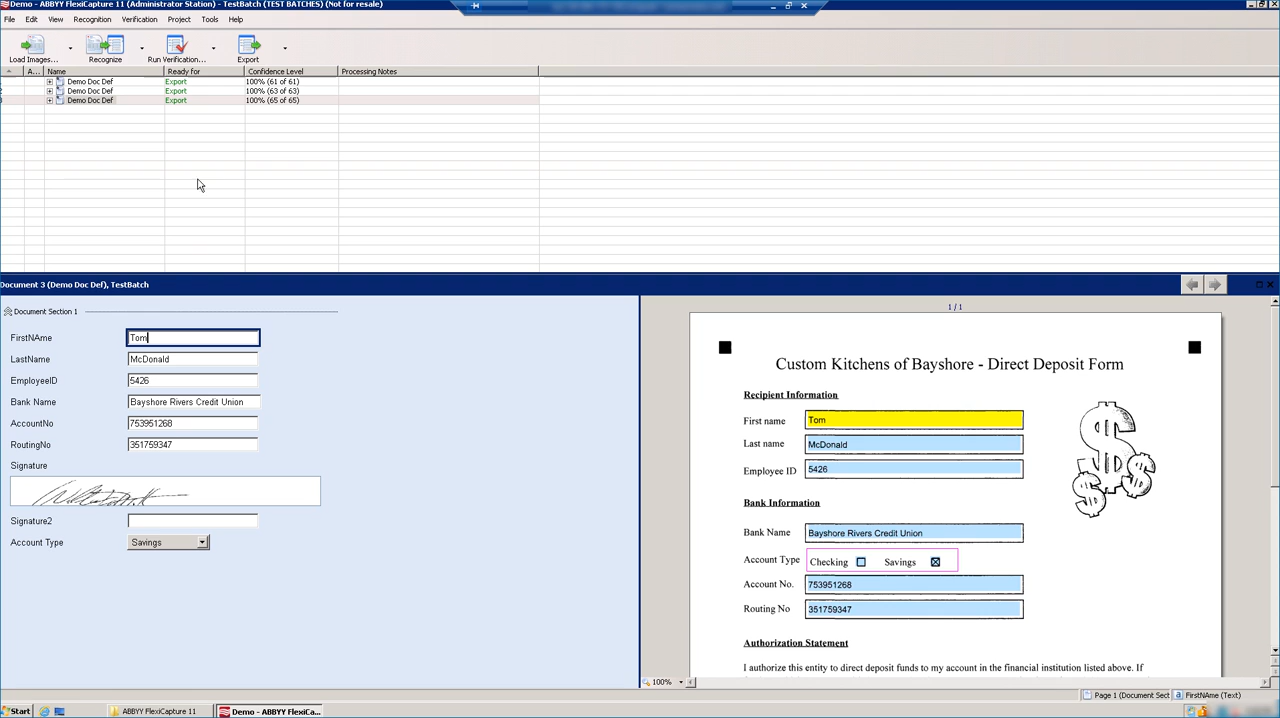 Demo - ABBYY FlexiCapture 11 (Administrator Station) - TestBatch (TEST BATCHES) (Not for resale)
File Edit View Recognition Verification Project Tools Help
Load Images... Recognize Run Verification... Export
A... Name Ready for Confidence Level Processing Notes
Demo Doc Def Export 100% (61 of 61)
2 Demo Doc Def Export 100% (63 of 63)
3 Demo Doc Def Export 100% (65 of 65)
Document 3 (Demo Doc Def), TestBatch
Document Section 1
FirstNAme Tom
LastName McDonald
EmployeeID 5426
Bank Name Bayshore Rivers Credit Union
AccountNo 753951268
RoutingNo 351759347
Signature
Signature2
Account Type Savings
1 / 1
Custom Kitchens of Bayshore - Direct Deposit Form
Recipient Information
First name Tom
Last name McDonald
Employee ID 5426
Bank Information
Bank Name Bayshore Rivers Credit Union
Account Type Checking Savings
Account No. 753951268
Routing No 351759347
Authorization Statement
I authorize this entity to direct deposit funds to my account in the financial institution listed above. If
100%
Page 1 (Document Sect FirstNAme (Text)
Start ABBYY FlexiCapture 11 Demo - ABBYY FlexiCa...